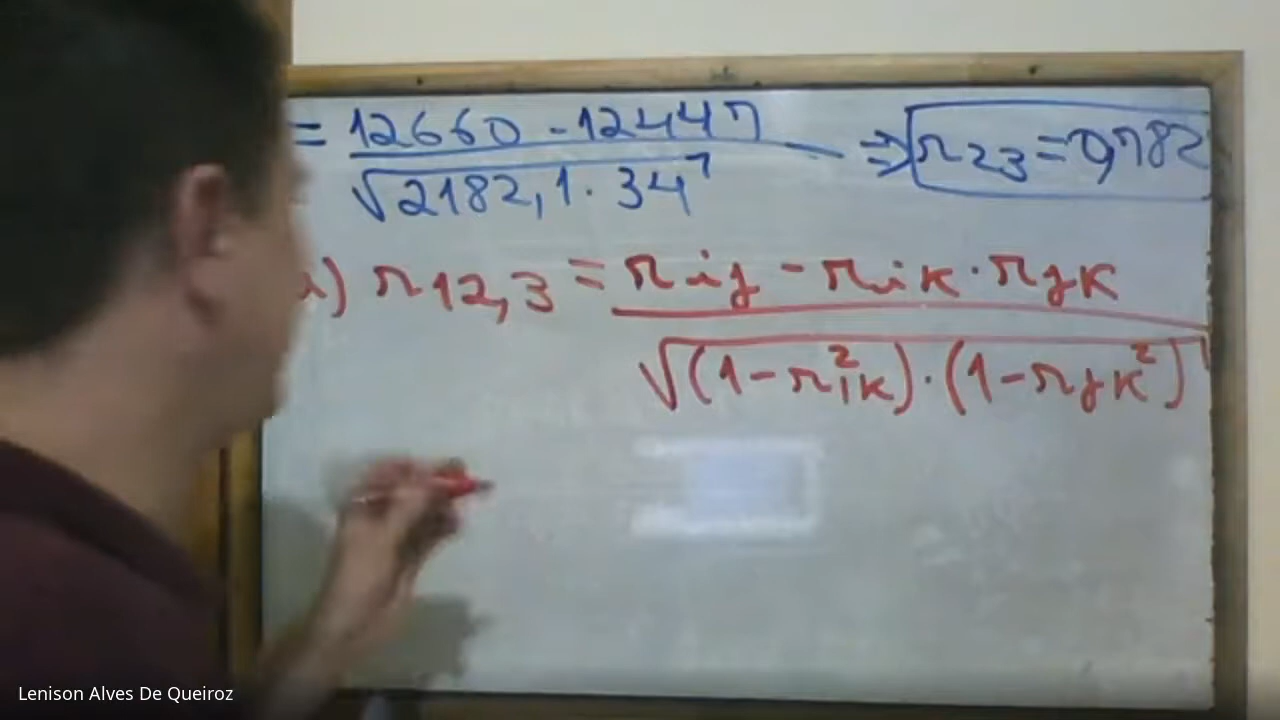 = 12660 - 12447 / √2182,1 · 34 ⇒ r23 = 0,782
a) r12,3 = rij - rik · rjk / √(1 - r²ik) · (1 - rjk²)
Lenison Alves De Queiroz